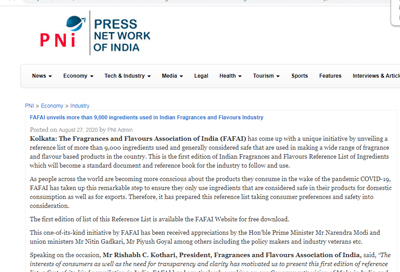 PNi
PRESS
NETWORK
OF INDIA
News Economy Tech & Industry Media Legal Health Tourism Sports Features Interviews & Artic
PNI » Economy » Industry
FAFAI unveils more than 9,000 ingredients used in Indian Fragrances and Flavours Industry
Posted on August 27, 2020 by PNI Admin
Kolkata: The Fragrances and Flavours Association of India (FAFAI) has come up with a unique initiative by unveiling a
reference list of more than 9,000 ingredients used and generally considered safe that are used in making a wide range of fragrance
and flavour based products in the country. This is the first edition of Indian Fragrances and Flavours Reference List of Ingredients
which will become a standard document and reference book for the industry to follow and use.
As people across the world are becoming more conscious about the products they consume in the wake of the pandemic COVID-19,
FAFAI has taken up this remarkable step to ensure they only use ingredients that are considered safe in their products for domestic
consumption as well as for exports. Therefore, it has prepared this reference list taking consumer preferences and safety into
consideration.
The first edition of list of this Reference List is available the FAFAI Website for free download.
This one-of-its-kind initiative by FAFAI has been received appreciations by the Hon'ble Prime Minister Mr Narendra Modi and
union ministers Mr Nitin Gadkari, Mr Piyush Goyal among others including the policy makers and industry veterans etc.
Speaking on the occasion, Mr Rishabh C. Kothari, President, Fragrances and Flavours Association of India, said, "The
interests of consumers as well as the need for transparency and clarity has motivated us to present this first edition of reference